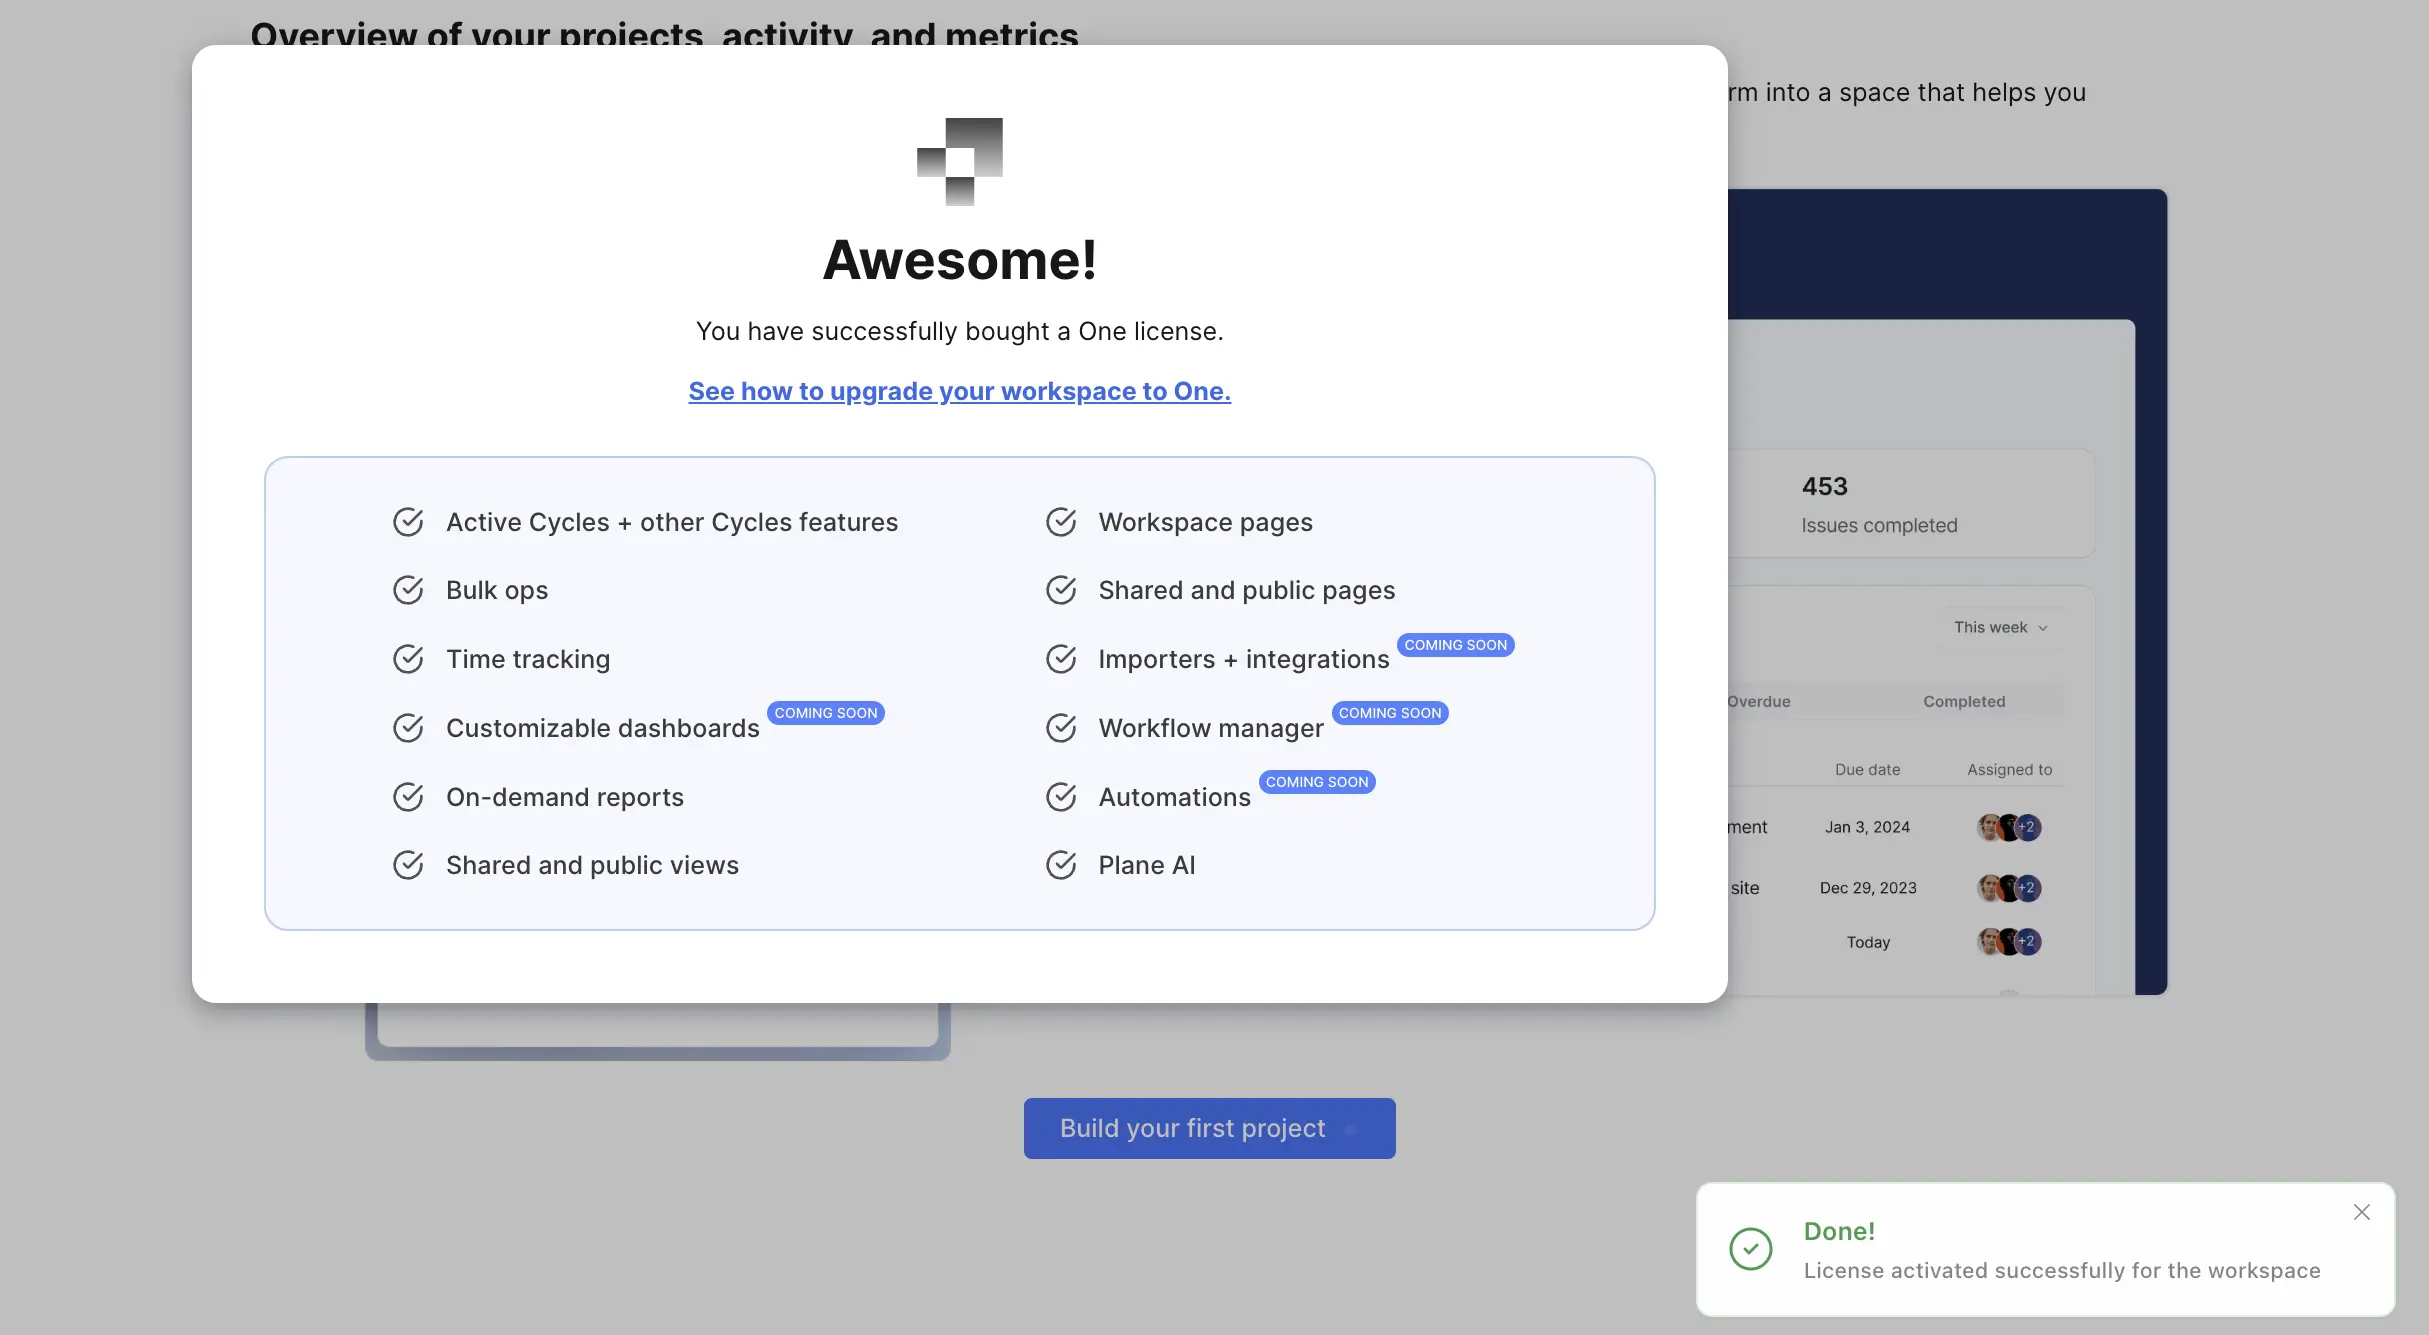 Overview of your projects, activity, and metrics
rm into a space that helps you
Awesome!
You have successfully bought a One license.
See how to upgrade your workspace to One.
Active Cycles + other Cycles features
Bulk ops
Time tracking
Customizable dashboards COMING SOON
On-demand reports
Shared and public views
Workspace pages
Shared and public pages
Importers + integrations COMING SOON
Workflow manager COMING SOON
Automations COMING SOON
Plane AI
453
Issues completed
This week
Overdue Completed
Due date Assigned to
ment Jan 3, 2024 +2
site Dec 29, 2023 +2
Today +2
Build your first project
Done!
License activated successfully for the workspace